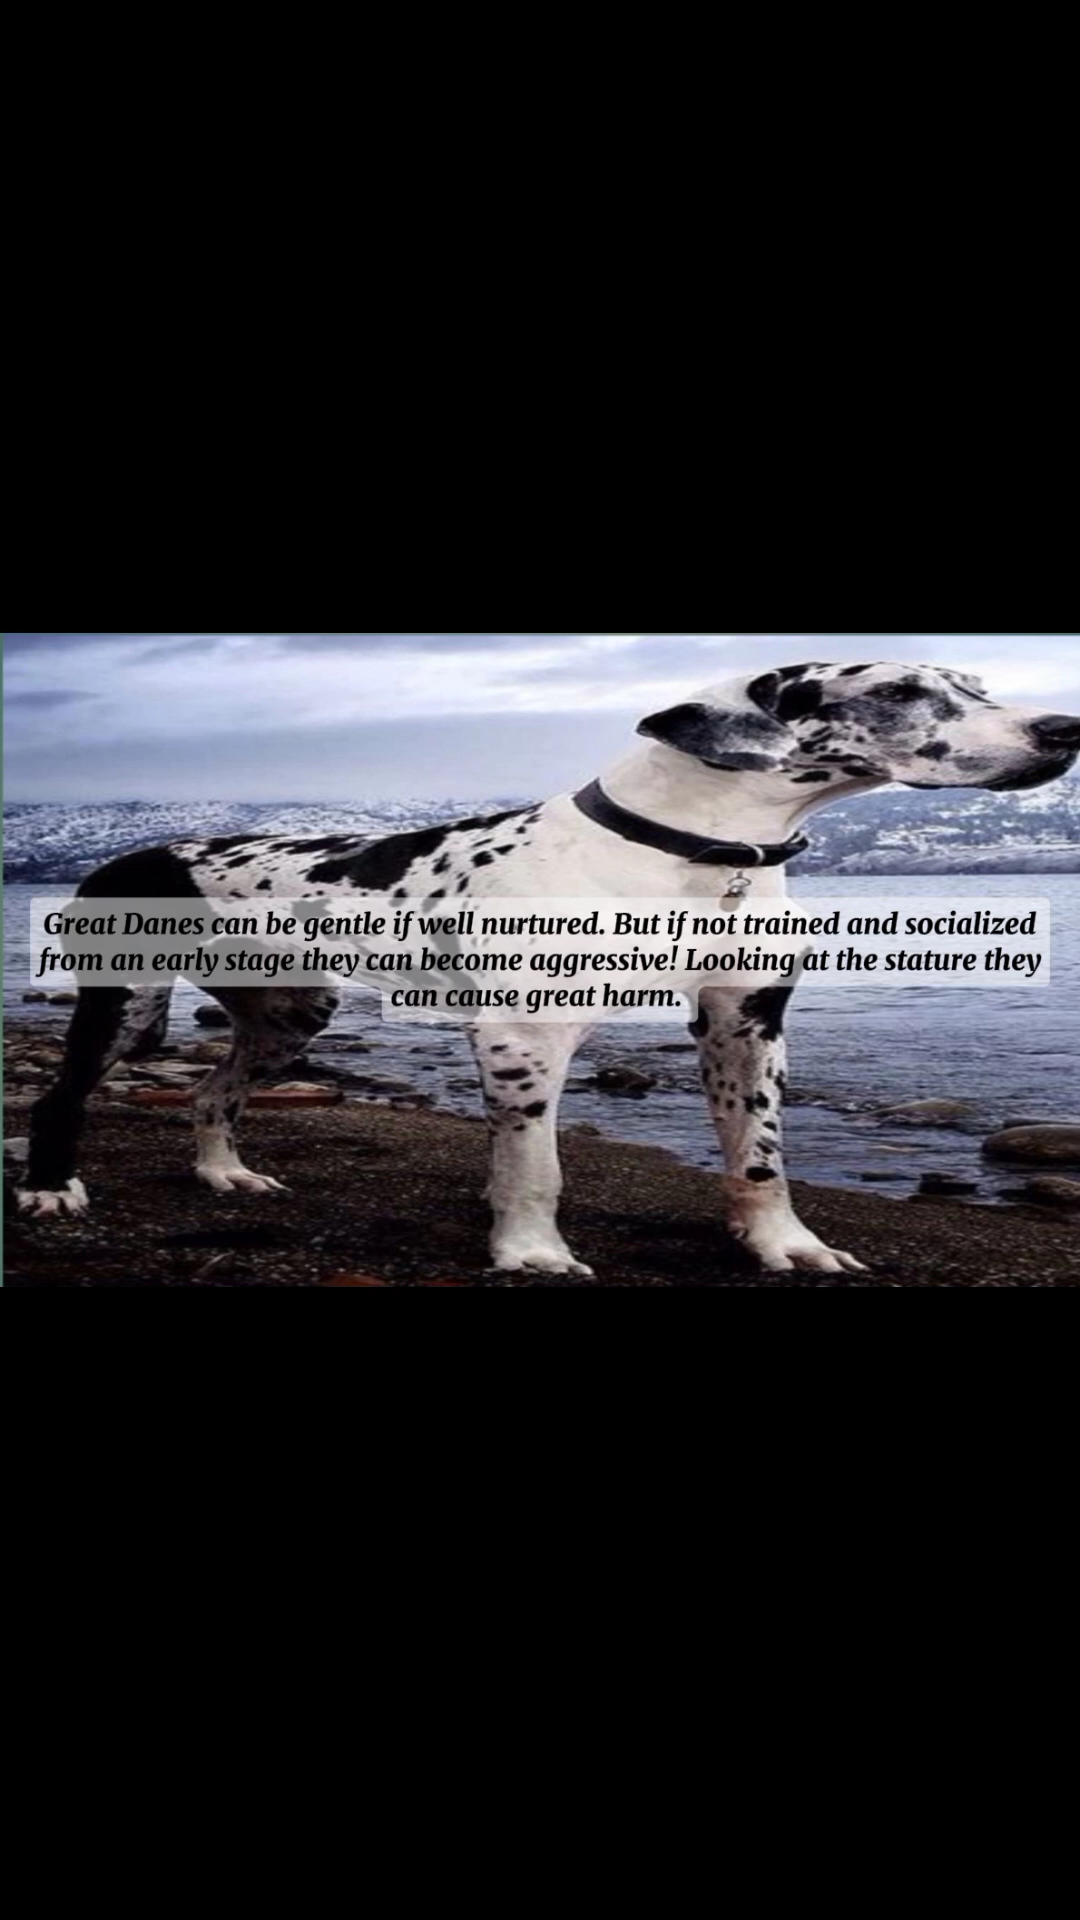 Great Danes can be gentle if well nurtured. But if not trained and socialized
from an early stage they can become aggressive! Looking at the stature they
can cause great harm.